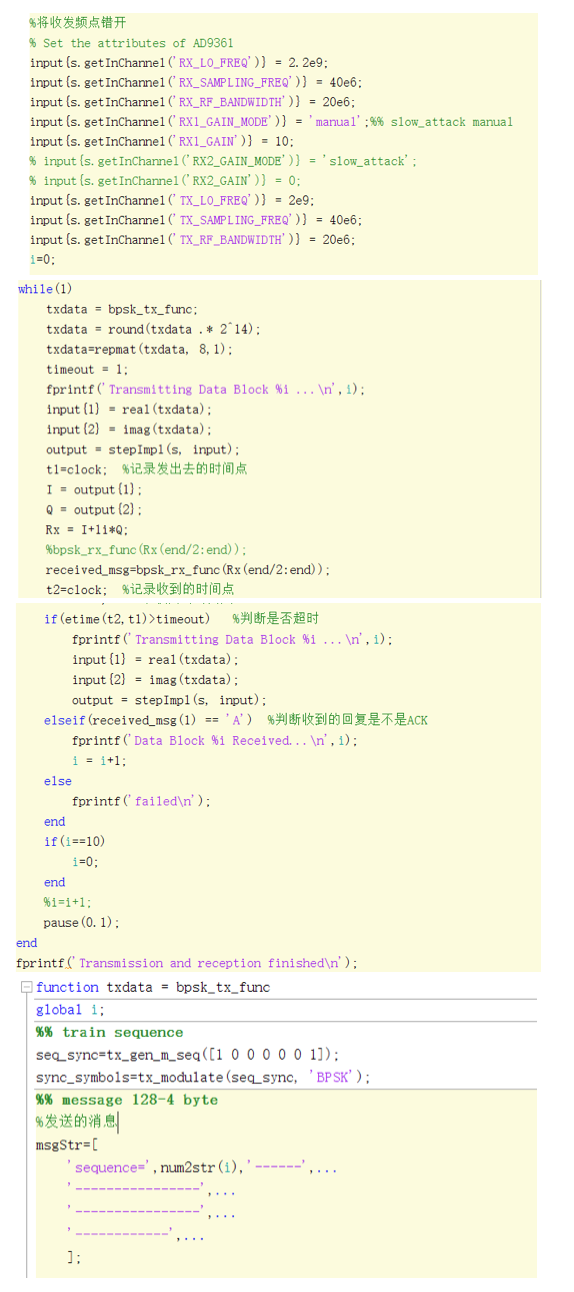 %将收发频点错开
% Set the attributes of AD9361
input{s.getInChannel('RX_LO_FREQ')} = 2.2e9;
input{s.getInChannel('RX_SAMPLING_FREQ')} = 40e6;
input{s.getInChannel('RX_RF_BANDWIDTH')} = 20e6;
input{s.getInChannel('RX1_GAIN_MODE')} = 'manual';%% slow_attack manual
input{s.getInChannel('RX1_GAIN')} = 10;
% input{s.getInChannel('RX2_GAIN_MODE')} = 'slow_attack';
% input{s.getInChannel('RX2_GAIN')} = 0;
input{s.getInChannel('TX_LO_FREQ')} = 2e9;
input{s.getInChannel('TX_SAMPLING_FREQ')} = 40e6;
input{s.getInChannel('TX_RF_BANDWIDTH')} = 20e6;
i=0;
while(1)
txdata = bpsk_tx_func;
txdata = round(txdata .* 2^14);
txdata=repmat(txdata, 8,1);
timeout = 1;
fprintf('Transmitting Data Block %i ...\n',i);
input{1} = real(txdata);
input{2} = imag(txdata);
output = stepImpl(s, input);
t1=clock; %记录发出去的时间点
I = output{1};
Q = output{2};
Rx = I+1i*Q;
%bpsk_rx_func(Rx(end/2:end));
received_msg=bpsk_rx_func(Rx(end/2:end));
t2=clock; %记录收到的时间点
if(etime(t2,t1)>timeout) %判断是否超时
fprintf('Transmitting Data Block %i ...\n',i);
input{1} = real(txdata);
input{2} = imag(txdata);
output = stepImpl(s, input);
elseif(received_msg(1) == 'A') %判断收到的回复是不是ACK
fprintf('Data Block %i Received...\n',i);
i = i+1;
else
fprintf('failed\n');
end
if(i==10)
i=0;
end
%i=i+1;
pause(0.1);
end
fprintf('Transmission and reception finished\n');
function txdata = bpsk_tx_func
global i;
%% train sequence
seq_sync=tx_gen_m_seq([1 0 0 0 0 0 1]);
sync_symbols=tx_modulate(seq_sync, 'BPSK');
%% message 128-4 byte
%发送的消息
msgStr=[
'sequence=',num2str(i),'------',...
'----------------',...
'----------------',...
'------------',...
];